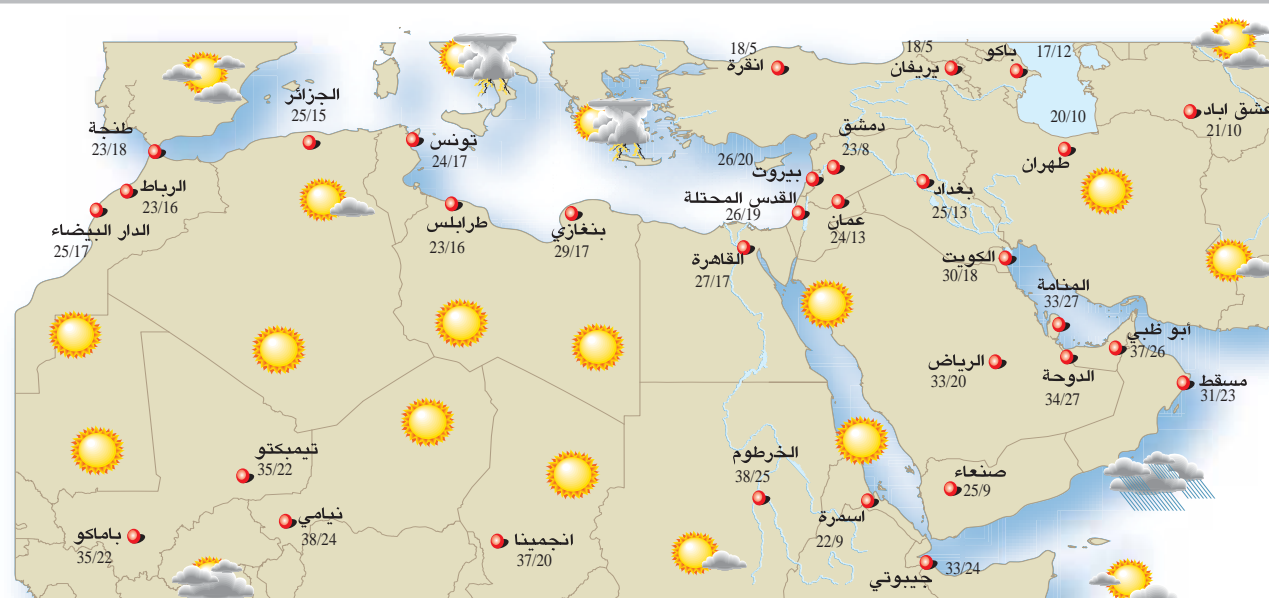 18/5
انقرة
18/5
يريفان
باكو
17/12
عشق اباد
21/10
20/10
طهران
الجزائر
25/15
طنجة
23/18
تونس
24/17
دمشق
23/8
26/20
بيروت
الرباط
23/16
القدس المحتلة
26/19
بغداد
25/13
الدار البيضاء
25/17
طرابلس
23/16
بنغازي
29/17
عمان
24/13
القاهرة
27/17
الكويت
30/18
المنامة
33/27
أبو ظبي
37/26
الرياض
33/20
الدوحة
34/27
مسقط
31/23
تيمبكتو
35/22
الخرطوم
38/25
صنعاء
25/9
نيامي
38/24
اسمرة
22/9
باماكو
35/22
انجمينا
37/20
33/24
جيبوتي